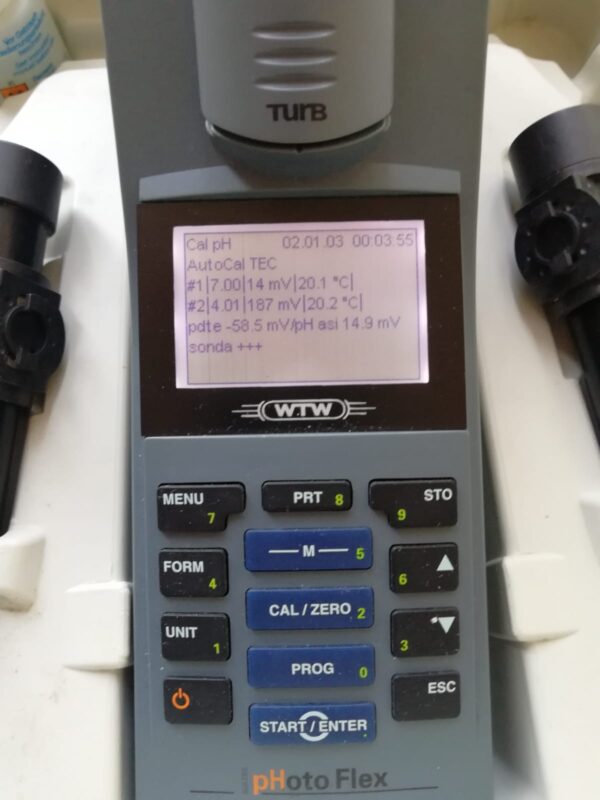 TURB
Cal pH 02.01.03 00:03:55
AutoCal TEC
#1|7.00|14 mV|20.1 °C|
#2|4.01|187 mV|20.2 °C|
pdte -58.5 mV/pH asi 14.9 mV
sonda +++
WTW
MENU 7
PRT 8
STO 9
M 5
FORM 4
▲ 6
CAL / ZERO 2
UNIT 1
▼ 3
PROG 0
ESC
START / ENTER .
pHotoFlex